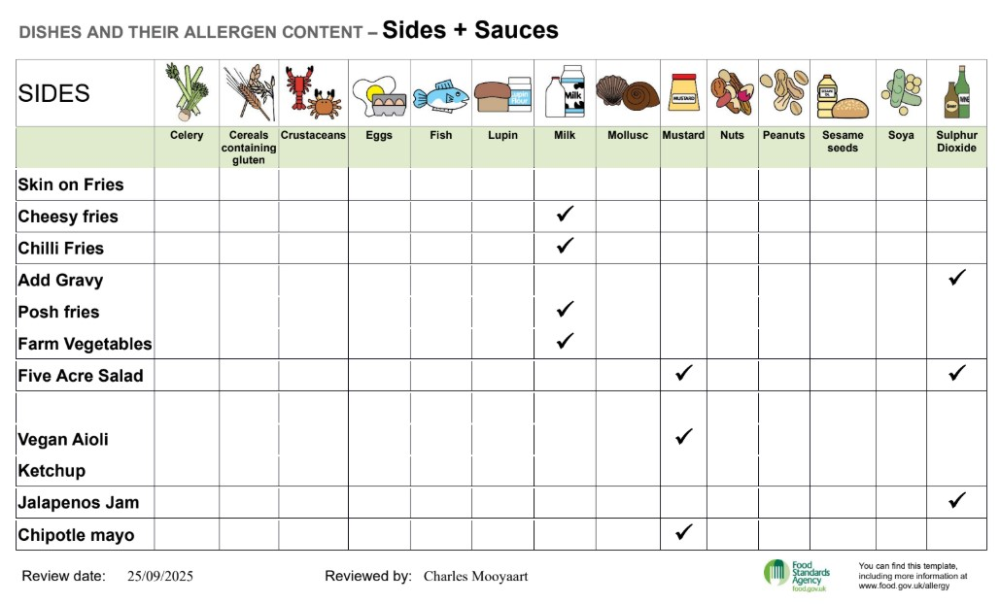 DISHES AND THEIR ALLERGEN CONTENT – Sides + Sauces
SIDES
Milk
MUSTARD
WINE
Celery Cereals containing gluten Crustaceans Eggs Fish Lupin Milk Mollusc Mustard Nuts Peanuts Sesame seeds Soya Sulphur Dioxide
Skin on Fries
Cheesy fries ✓
Chilli Fries ✓
Add Gravy ✓
Posh fries ✓
Farm Vegetables ✓
Five Acre Salad ✓ ✓
Vegan Aioli ✓
Ketchup
Jalapenos Jam ✓
Chipotle mayo ✓
Review date: 25/09/2025 Reviewed by: Charles Mooyaart
Food
Standards
Agency
food.gov.uk
You can find this template,
including more information at
www.food.gov.uk/allergy